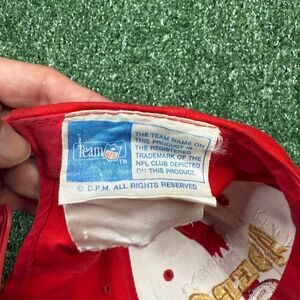 Team
NFL
TM
THE TEAM NAME ON
THIS PRODUCT IS
THE REGISTERED
TRADEMARK OF THE
NFL CLUB DEPICTED
ON THIS PRODUCT.
© D.P.M. ALL RIGHTS RESERVED